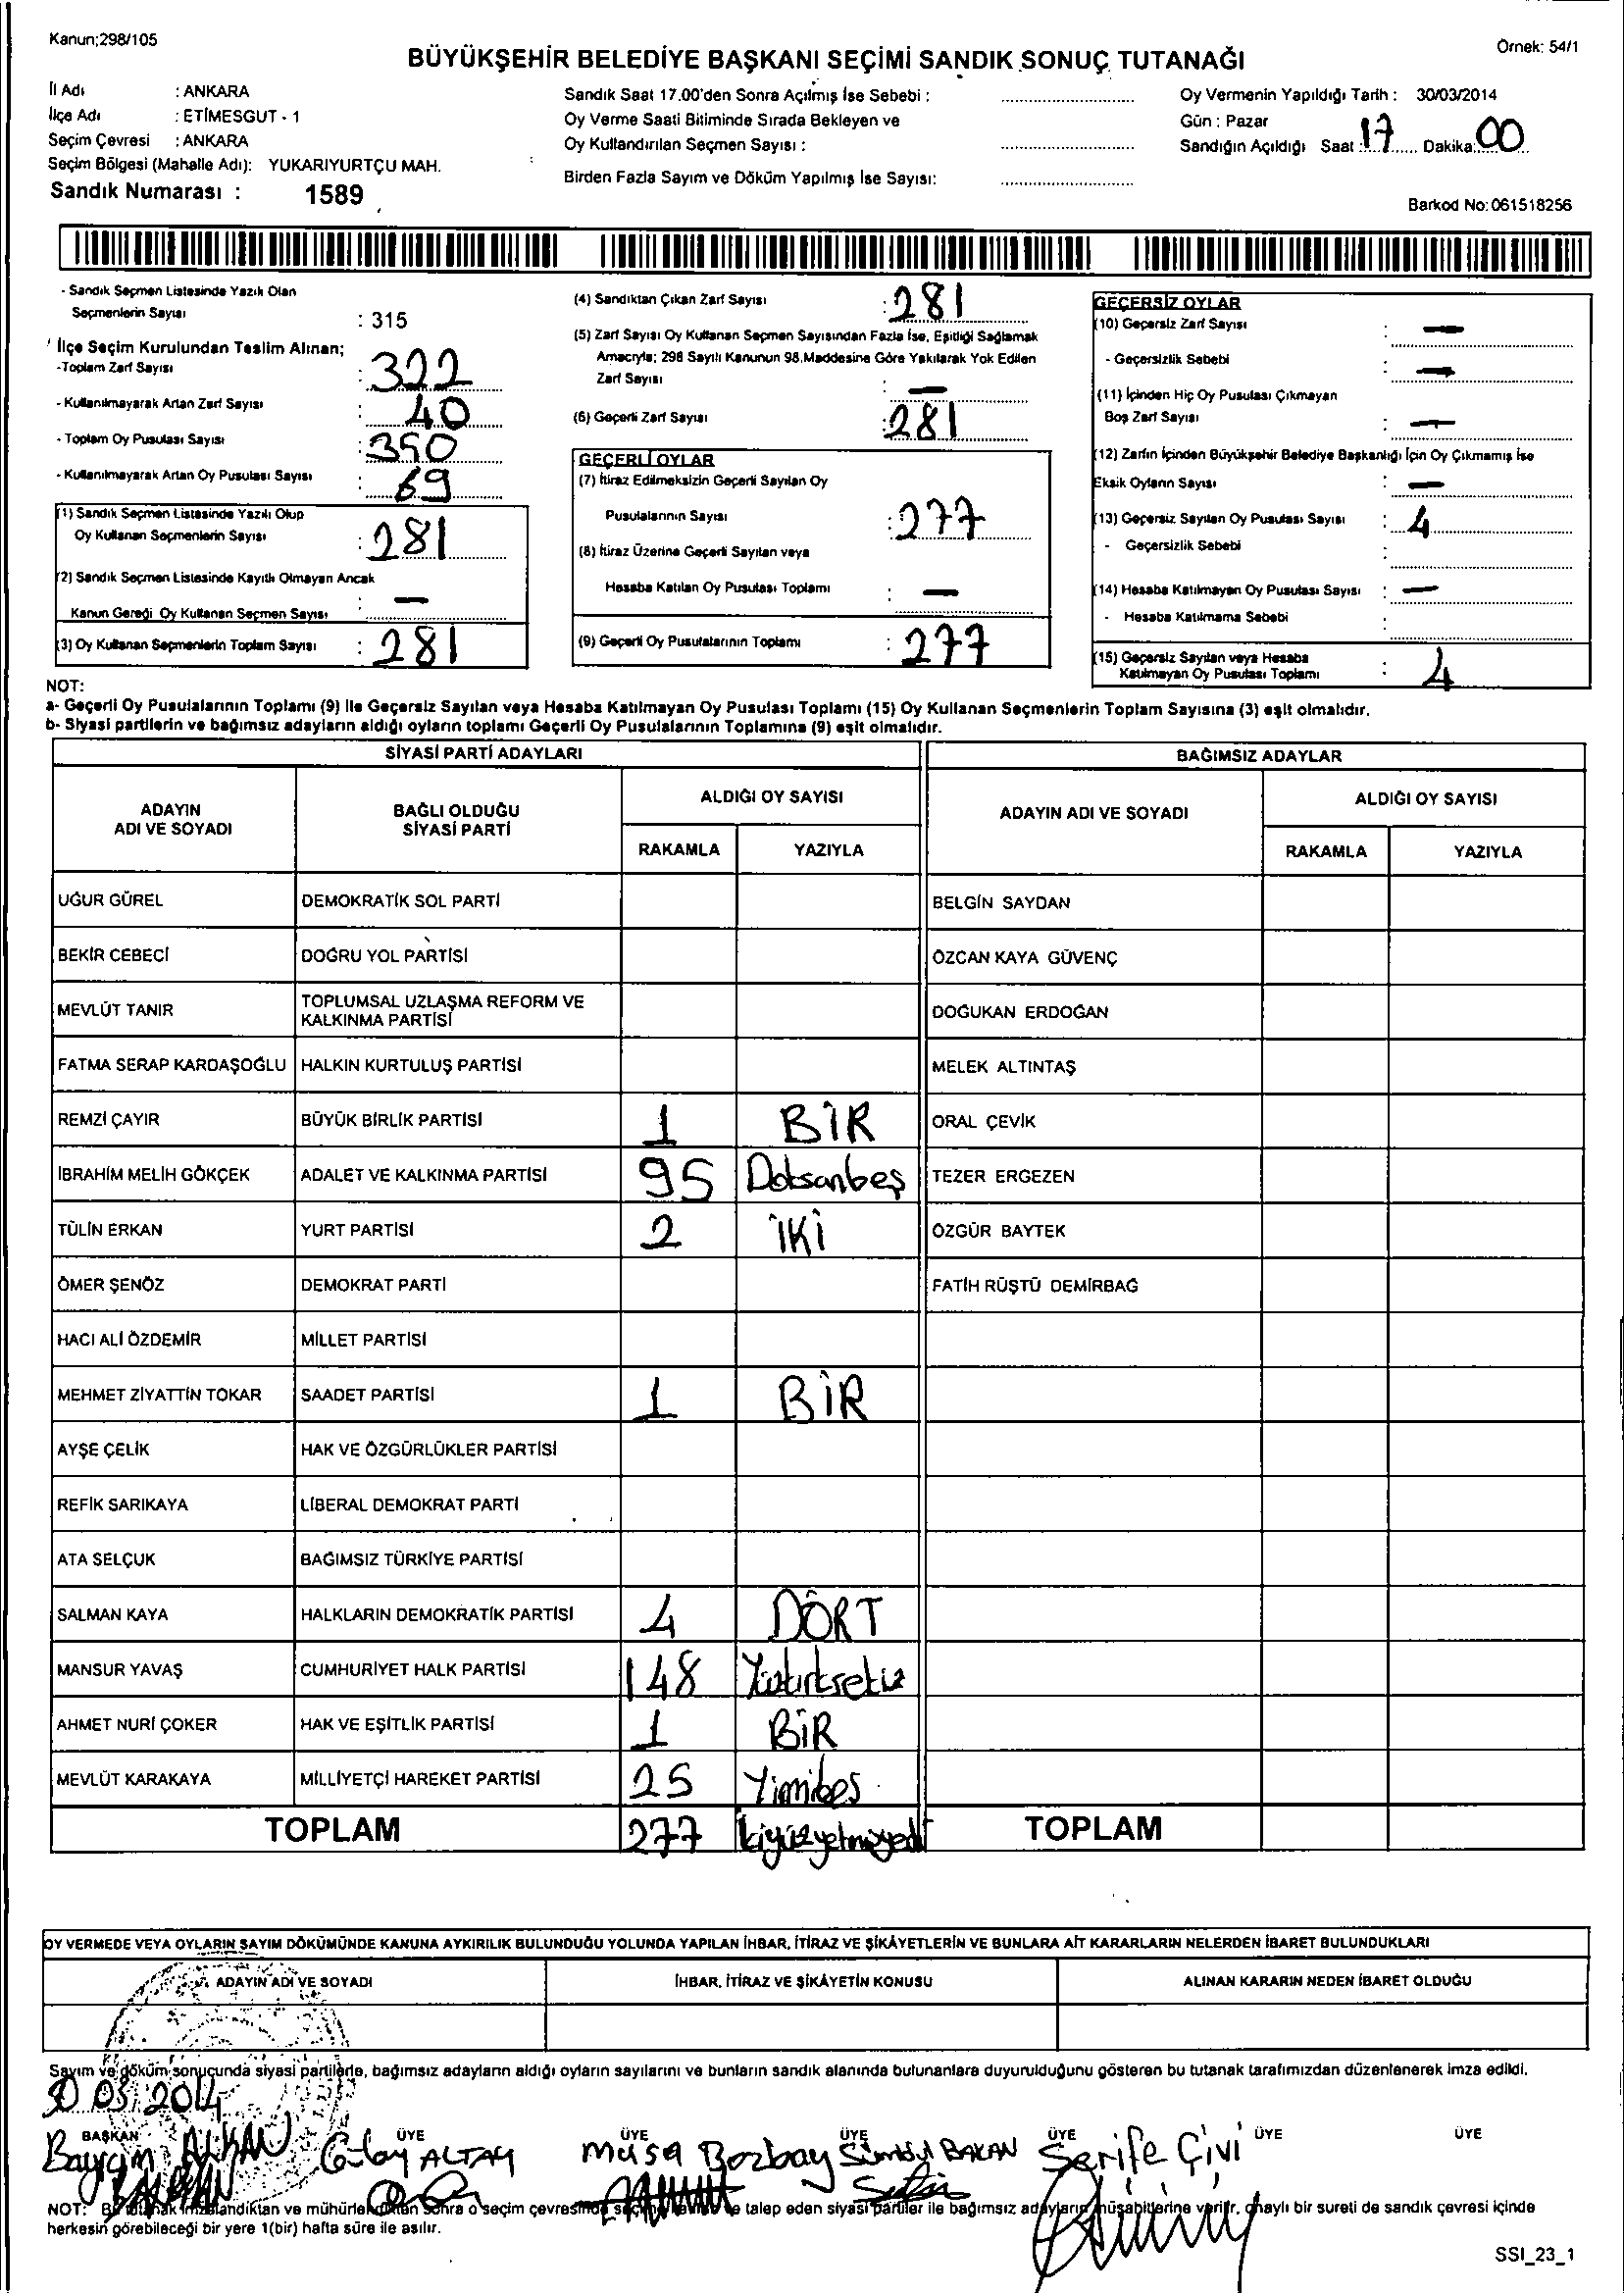 Kanun;298/105
Örnek: 54/1
BÜYÜKŞEHİR BELEDİYE BAŞKANI SEÇİMİ SANDIK SONUÇ TUTANAĞI
İl Adı : ANKARA
İlçe Adı : ETİMESGUT - 1
Seçim Çevresi : ANKARA
Seçim Bölgesi (Mahalle Adı): YUKARIYURTÇU MAH.
Sandık Numarası : 1589
Sandık Saat 17.00'den Sonra Açılmış İse Sebebi :
Oy Verme Saati Bitiminde Sırada Bekleyen ve
Oy Kullandırılan Seçmen Sayısı :
Birden Fazla Sayım ve Döküm Yapılmış İse Sayısı:
Oy Vermenin Yapıldığı Tarih : 30/03/2014
Gün : Pazar
Sandığın Açıldığı Saat : 17 Dakika: 00
Barkod No: 061518256
- Sandık Seçmen Listesinde Yazılı Olan
Seçmenlerin Sayısı : 315
İlçe Seçim Kurulundan Teslim Alınan;
-Toplam Zarf Sayısı : 322
- Kullanılmayarak Artan Zarf Sayısı : 40
- Toplam Oy Pusulası Sayısı : 350
- Kullanılmayarak Artan Oy Pusulası Sayısı : 69
(1) Sandık Seçmen Listesinde Yazılı Olup
Oy Kullanan Seçmenlerin Sayısı : 281
(2) Sandık Seçmen Listesinde Kayıtlı Olmayan Ancak
Kanun Gereği Oy Kullanan Seçmen Sayısı : —
(3) Oy Kullanan Seçmenlerin Toplam Sayısı : 281
(4) Sandıktan Çıkan Zarf Sayısı : 281
(5) Zarf Sayısı Oy Kullanan Seçmen Sayısından Fazla İse, Eşitliği Sağlamak
Amacıyla; 298 Sayılı Kanunun 98.Maddesine Göre Yakılarak Yok Edilen
Zarf Sayısı : —
(6) Geçerli Zarf Sayısı : 281
GEÇERLİ OYLAR
(7) İtiraz Edilmeksizin Geçerli Sayılan Oy
Pusulalarının Sayısı : 277
(8) İtiraz Üzerine Geçerli Sayılan veya
Hesaba Katılan Oy Pusulası Toplamı : —
(9) Geçerli Oy Pusulalarının Toplamı : 277
GEÇERSİZ OYLAR
(10) Geçersiz Zarf Sayısı : —
- Geçersizlik Sebebi : —
(11) İçinden Hiç Oy Pusulası Çıkmayan
Boş Zarf Sayısı : —
(12) Zarfın İçinden Büyükşehir Belediye Başkanlığı İçin Oy Çıkmamış İse
Eksik Oyların Sayısı : —
(13) Geçersiz Sayılan Oy Pusulası Sayısı : 4
- Geçersizlik Sebebi :
(14) Hesaba Katılmayan Oy Pusulası Sayısı : —
- Hesaba Katılmama Sebebi :
(15) Geçersiz Sayılan veya Hesaba
Katılmayan Oy Pusulası Toplamı : 4
NOT:
a- Geçerli Oy Pusulalarının Toplamı (9) ile Geçersiz Sayılan veya Hesaba Katılmayan Oy Pusulası Toplamı (15) Oy Kullanan Seçmenlerin Toplam Sayısına (3) eşit olmalıdır.
b- Siyasi partilerin ve bağımsız adayların aldığı oyların toplamı Geçerli Oy Pusulalarının Toplamına (9) eşit olmalıdır.
SİYASİ PARTİ ADAYLARI BAĞIMSIZ ADAYLAR
ADAYIN ADI VE SOYADI BAĞLI OLDUĞU SİYASİ PARTİ ALDIĞI OY SAYISI ADAYIN ADI VE SOYADI ALDIĞI OY SAYISI
RAKAMLA YAZIYLA RAKAMLA YAZIYLA
UĞUR GÜREL DEMOKRATİK SOL PARTİ BELGİN SAYDAN
BEKİR CEBECİ DOĞRU YOL PARTİSİ ÖZCAN KAYA GÜVENÇ
MEVLÜT TANIR TOPLUMSAL UZLAŞMA REFORM VE KALKINMA PARTİSİ DOĞUKAN ERDOĞAN
FATMA SERAP KARDAŞOĞLU HALKIN KURTULUŞ PARTİSİ MELEK ALTINTAŞ
REMZİ ÇAYIR BÜYÜK BİRLİK PARTİSİ 1 BİR ORAL ÇEVİK
İBRAHİM MELİH GÖKÇEK ADALET VE KALKINMA PARTİSİ 95 Doksanbeş TEZER ERGEZEN
TÜLİN ERKAN YURT PARTİSİ 2 İKİ ÖZGÜR BAYTEK
ÖMER ŞENÖZ DEMOKRAT PARTİ FATİH RÜŞTÜ DEMİRBAĞ
HACI ALİ ÖZDEMİR MİLLET PARTİSİ
MEHMET ZİYATTİN TOKAR SAADET PARTİSİ 1 BİR
AYŞE ÇELİK HAK VE ÖZGÜRLÜKLER PARTİSİ
REFİK SARIKAYA LİBERAL DEMOKRAT PARTİ
ATA SELÇUK BAĞIMSIZ TÜRKİYE PARTİSİ
SALMAN KAYA HALKLARIN DEMOKRATİK PARTİSİ 4 DÖRT
MANSUR YAVAŞ CUMHURİYET HALK PARTİSİ 148
AHMET NURİ ÇOKER HAK VE EŞİTLİK PARTİSİ 1 BİR
MEVLÜT KARAKAYA MİLLİYETÇİ HAREKET PARTİSİ 25 Yirmibeş
TOPLAM 277 TOPLAM
OY VERMEDE VEYA OYLARIN SAYIM DÖKÜMÜNDE KANUNA AYKIRILIK BULUNDUĞU YOLUNDA YAPILAN İHBAR, İTİRAZ VE ŞİKÂYETLERİN VE BUNLARA AİT KARARLARIN NELERDEN İBARET BULUNDUKLARI
ADAYIN ADI VE SOYADI İHBAR, İTİRAZ VE ŞİKÂYETİN KONUSU ALINAN KARARIN NEDEN İBARET OLDUĞU
Sayım ve döküm sonucunda siyasi partilerle, bağımsız adayların aldığı oyların sayılarını ve bunların sandık alanında bulunanlara duyurulduğunu gösteren bu tutanak tarafımızdan düzenlenerek imza edildi.
30 03 2014
BAŞKAN ÜYE ÜYE ÜYE ÜYE ÜYE ÜYE
Bayram ALTAY Musa Bozbay Şerife Çivi
NOT: Bu tutanak imzalandıktan ve mühürlendikten sonra o seçim çevresinde talep eden siyasi partiler ile bağımsız adayların müşahitlerine verilir, onaylı bir sureti de sandık çevresi içinde
herkesin görebileceği bir yere 1(bir) hafta süre ile asılır.
SSI_23_1